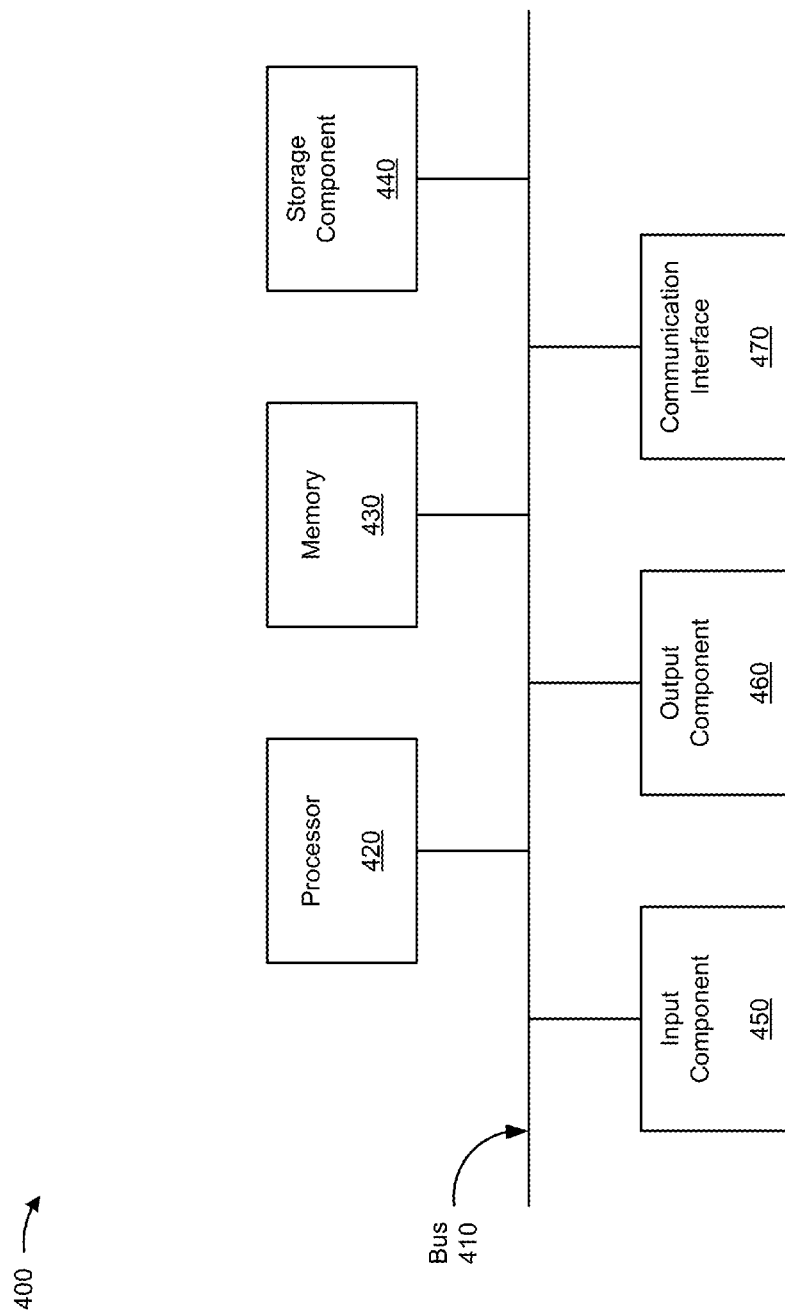 400
Bus
410
Processor
420
Memory
430
Storage
Component
440
Input
Component
450
Output
Component
460
Communication
Interface
470